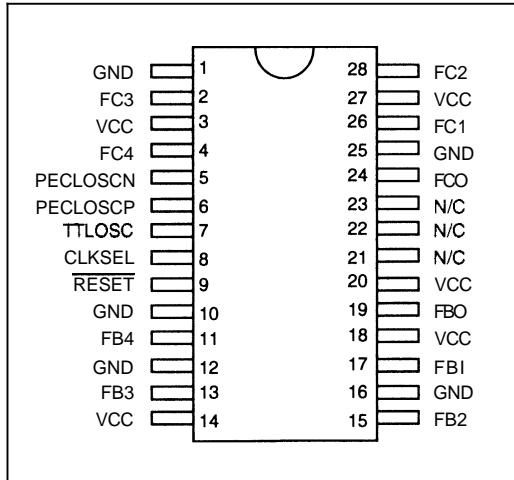 GND 1 28 FC2
FC3 2 27 VCC
VCC 3 26 FC1
FC4 4 25 GND
PECLOSCN 5 24 FCO
PECLOSCP 6 23 N/C
TTLOSC 7 22 N/C
CLKSEL 8 21 N/C
RESET 9 20 VCC
GND 10 19 FBO
FB4 11 18 VCC
GND 12 17 FBI
FB3 13 16 GND
VCC 14 15 FB2